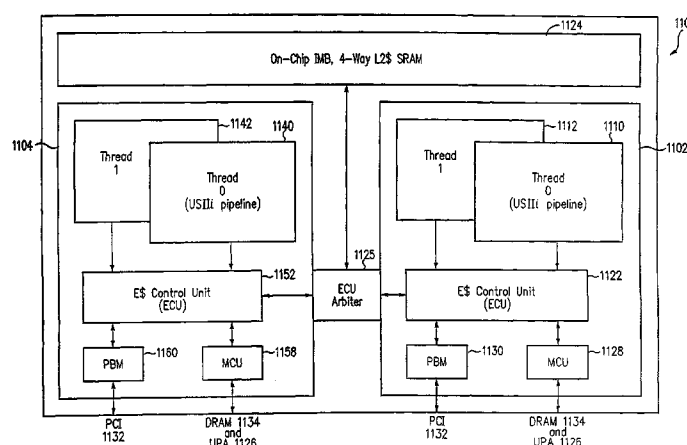 110
1124
On-Chip IMB, 4-Way L2$ SRAM
1104
1142
1140
Thread
1
Thread
0
(USIIi pipeline)
1112
1110
1102
Thread
1
Thread
0
(USIIi pipeline)
1152
E$ Control Unit
(ECU)
1125
ECU
Arbiter
1122
E$ Control Unit
(ECU)
PBM
1160
MCU
1158
PBM
1130
MCU
1128
PCI
1132
DRAM 1134
and
UPA 1126
PCI
1132
DRAM 1134
and
UPA 1126